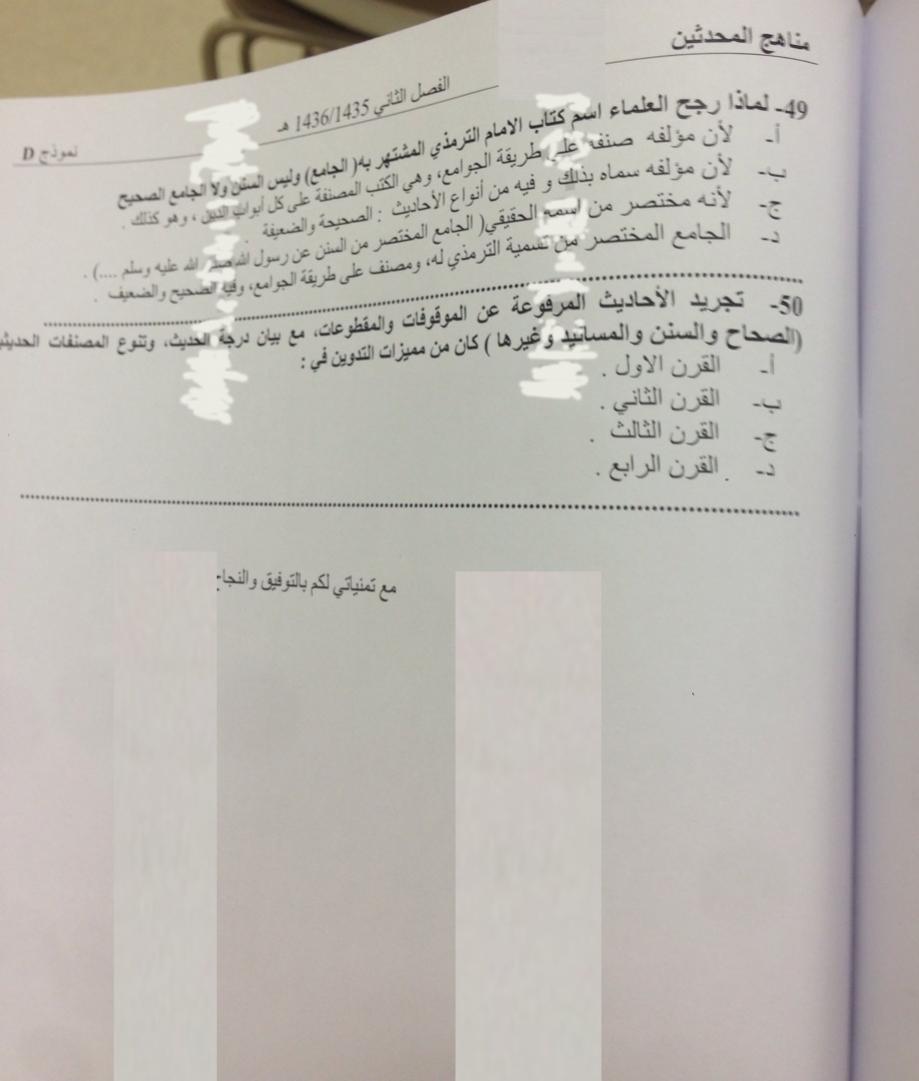 مناهج المحدثين
الفصل الثاني 1436/1435 هـ
نموذج D
49- لماذا رجح العلماء اسم كتاب الامام الترمذي المشتهر به( الجامع) وليس السنن ولا الجامع الصحيح
أ- لأن مؤلفه صنفه على طريقة الجوامع، وهي الكتب المصنفة على كل أبواب الدين ، وهو كذلك .
ب- لأن مؤلفه سماه بذلك و فيه من أنواع الأحاديث : الصحيحة والضعيفة .
ج- لأنه مختصر من اسمه الحقيقي( الجامع المختصر من السنن عن رسول الله صلى الله عليه وسلم ....) .
د- الجامع المختصر من تسمية الترمذي له، ومصنف على طريقة الجوامع، وفيه الصحيح والضعيف .
50- تجريد الأحاديث المرفوعة عن الموقوفات والمقطوعات، مع بيان درجة الحديث، وتنوع المصنفات
(الصحاح والسنن والمسانيد وغيرها ) كان من مميزات التدوين في :
أ- القرن الاول .
ب- القرن الثاني .
ج- القرن الثالث .
د- القرن الرابع .
مع تمنياتي لكم بالتوفيق والنجاح